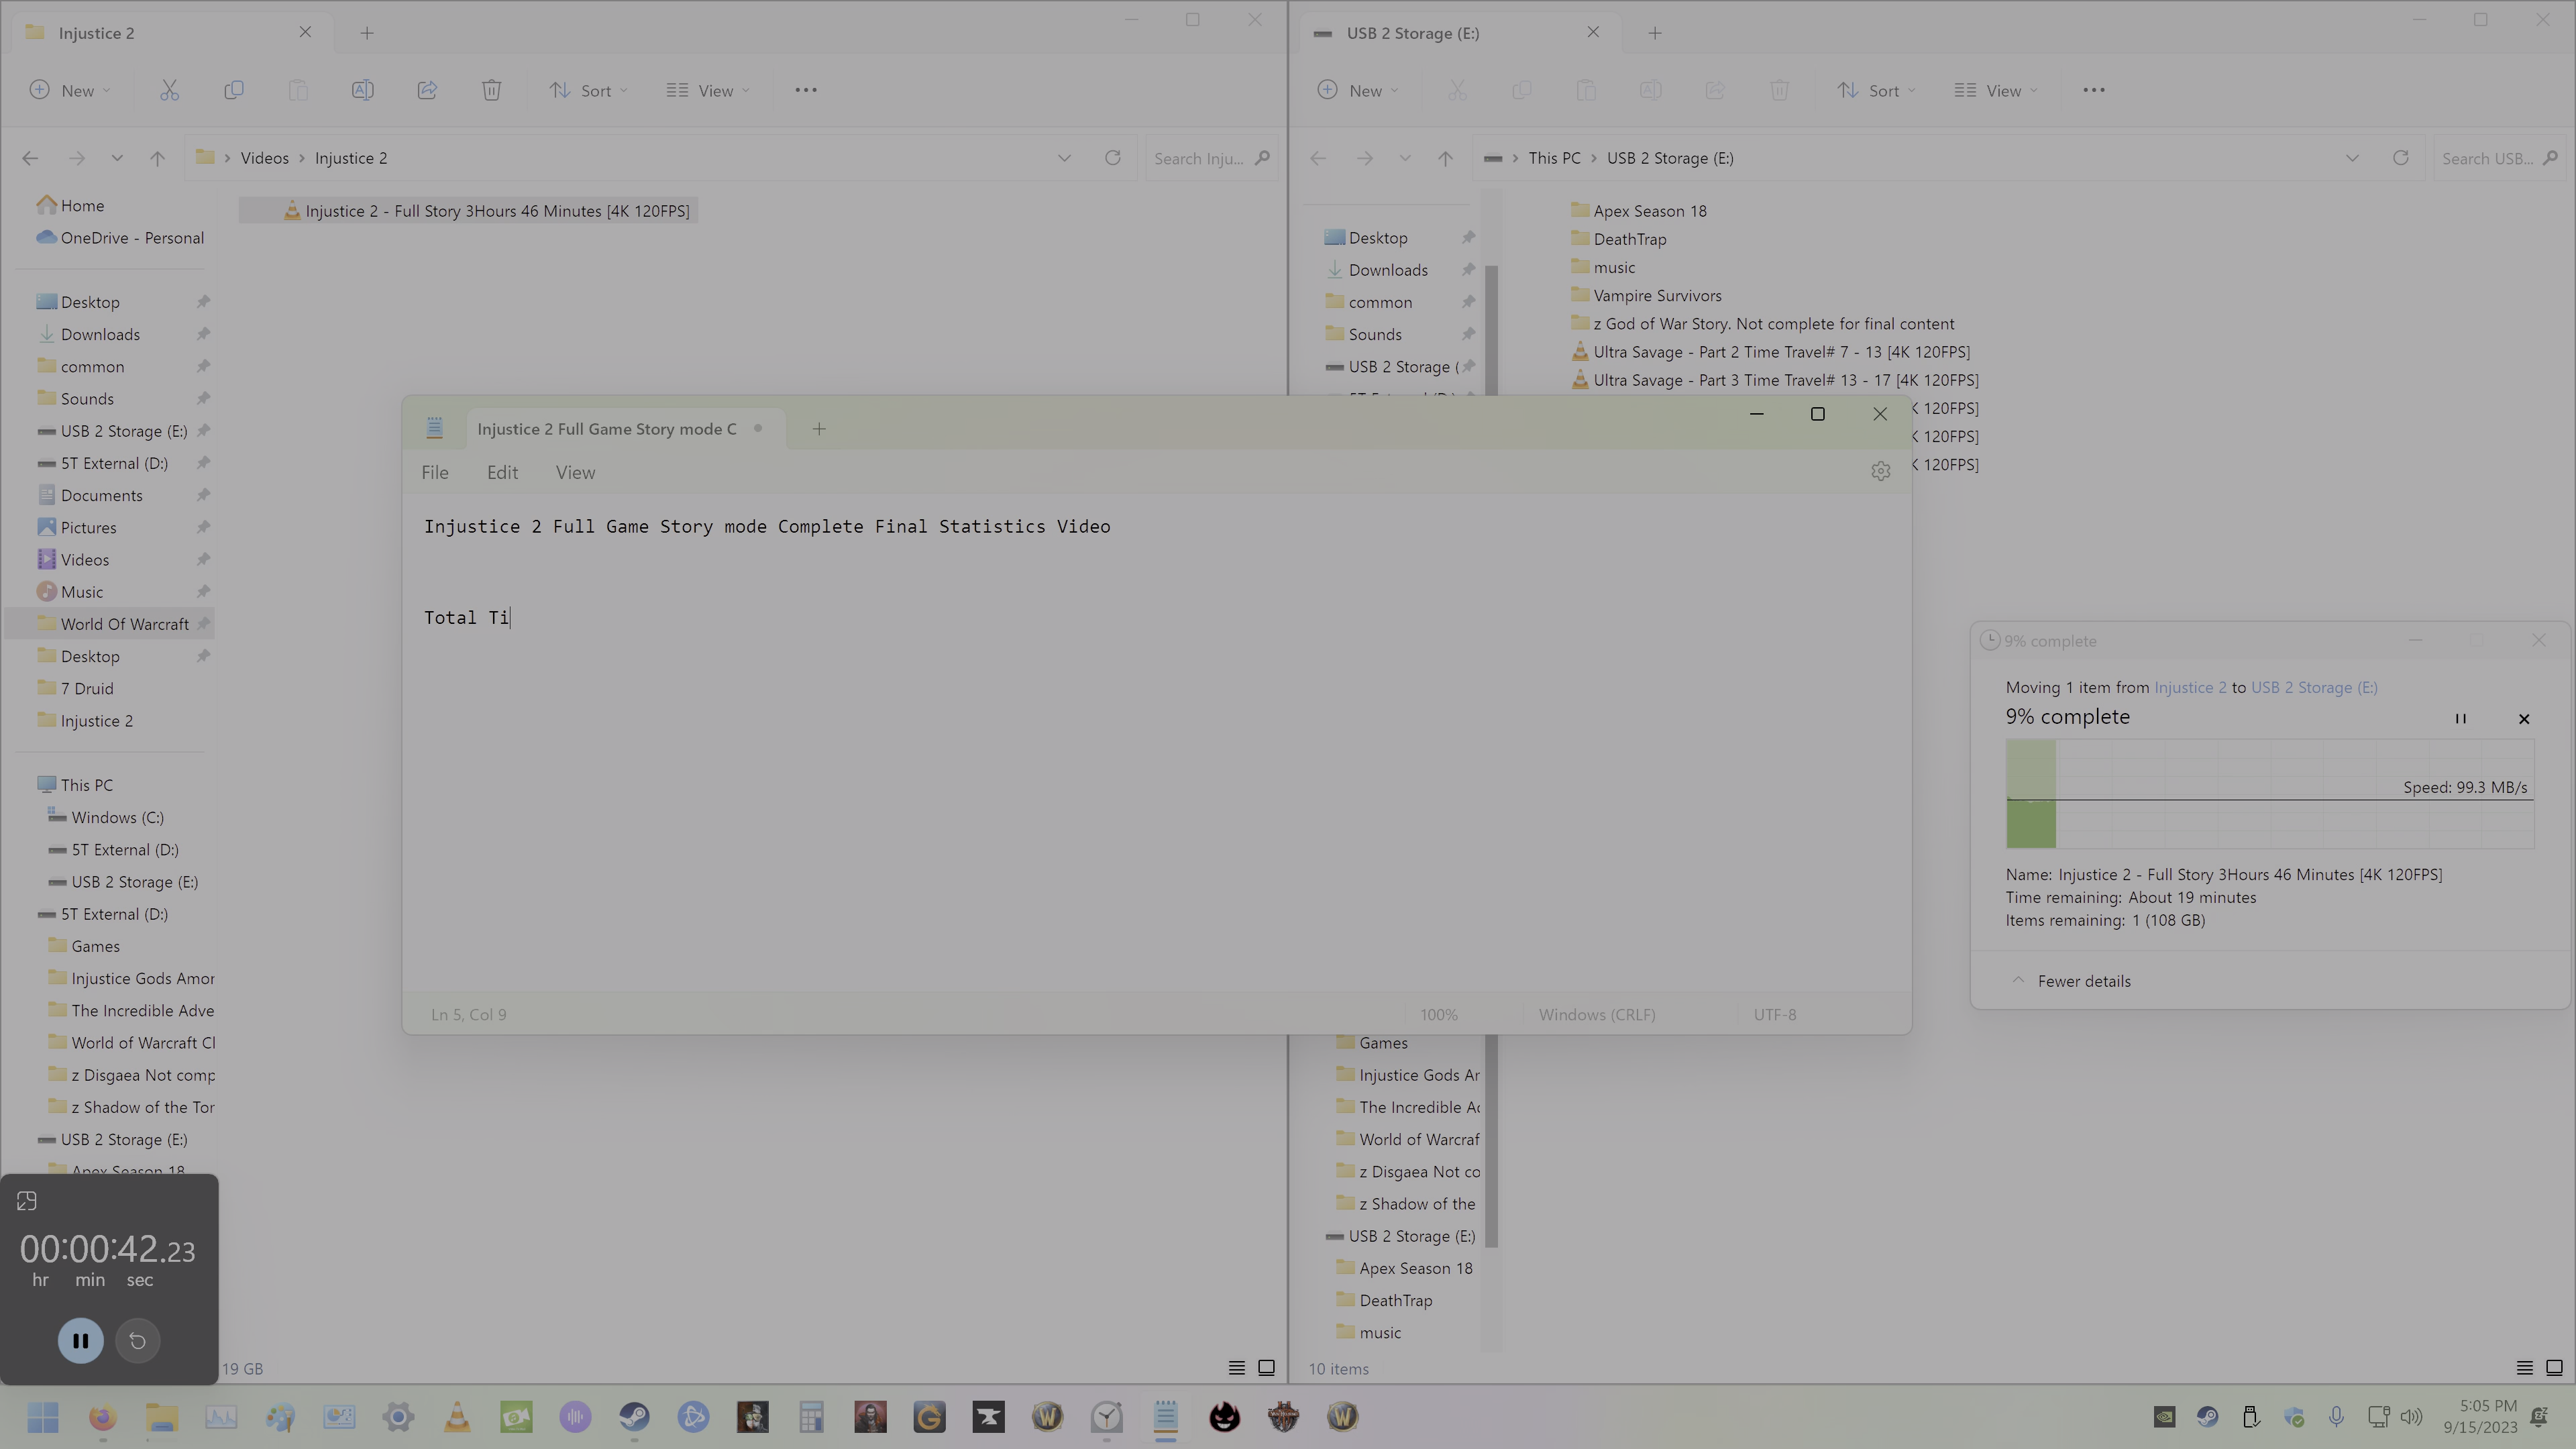 Injustice 2
New
Sort
View
Videos
Injustice 2
Search Inju...
Home
OneDrive - Personal
Desktop
Downloads
common
Sounds
USB 2 Storage (E:)
5T External (D:)
Documents
Pictures
Videos
Music
World Of Warcraft
Desktop
7 Druid
Injustice 2
This PC
Windows (C:)
5T External (D:)
USB 2 Storage (E:)
5T External (D:)
Games
Injustice Gods Amor
The Incredible Adve
World of Warcraft Cl
z Disgaea Not comp
z Shadow of the Tor
USB 2 Storage (E:)
Apex Season 18
Injustice 2 - Full Story 3Hours 46 Minutes [4K 120FPS]
19 GB
00:00:42.23
hr min sec
USB 2 Storage (E:)
New
Sort
View
This PC
USB 2 Storage (E:)
Search USB...
Desktop
Downloads
common
Sounds
USB 2 Storage (
5T External (D:)
Apex Season 18
DeathTrap
music
Vampire Survivors
z God of War Story. Not complete for final content
Ultra Savage - Part 2 Time Travel# 7 - 13 [4K 120FPS]
Ultra Savage - Part 3 Time Travel# 13 - 17 [4K 120FPS]
K 120FPS]
K 120FPS]
K 120FPS]
Games
Injustice Gods Ar
The Incredible Ac
World of Warcraf
z Disgaea Not co
z Shadow of the
USB 2 Storage (E:)
Apex Season 18
DeathTrap
music
10 items
Injustice 2 Full Game Story mode C
File
Edit
View
Injustice 2 Full Game Story mode Complete Final Statistics Video
Total Ti
Ln 5, Col 9
100%
Windows (CRLF)
UTF-8
9% complete
Moving 1 item from Injustice 2 to USB 2 Storage (E:)
9% complete
Speed: 99.3 MB/s
Name: Injustice 2 - Full Story 3Hours 46 Minutes [4K 120FPS]
Time remaining: About 19 minutes
Items remaining: 1 (108 GB)
Fewer details
5:05 PM
9/15/2023